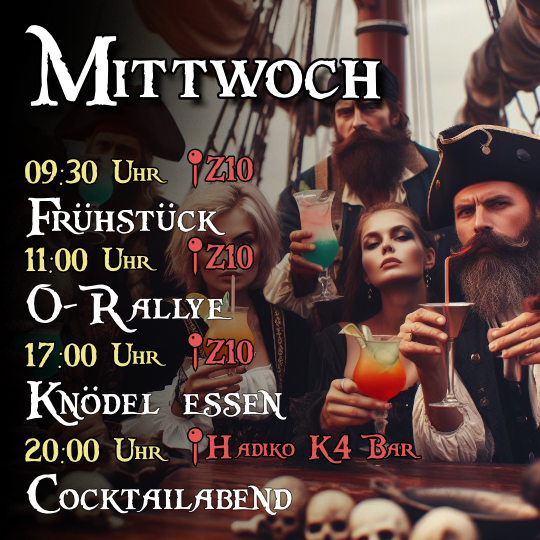 Mittwoch
09:30 Uhr Z10
Frühstück
11:00 Uhr Z10
O-Rallye
17:00 Uhr Z10
Knödel essen
20:00 Uhr Hadiko K4 Bar
Cocktailabend